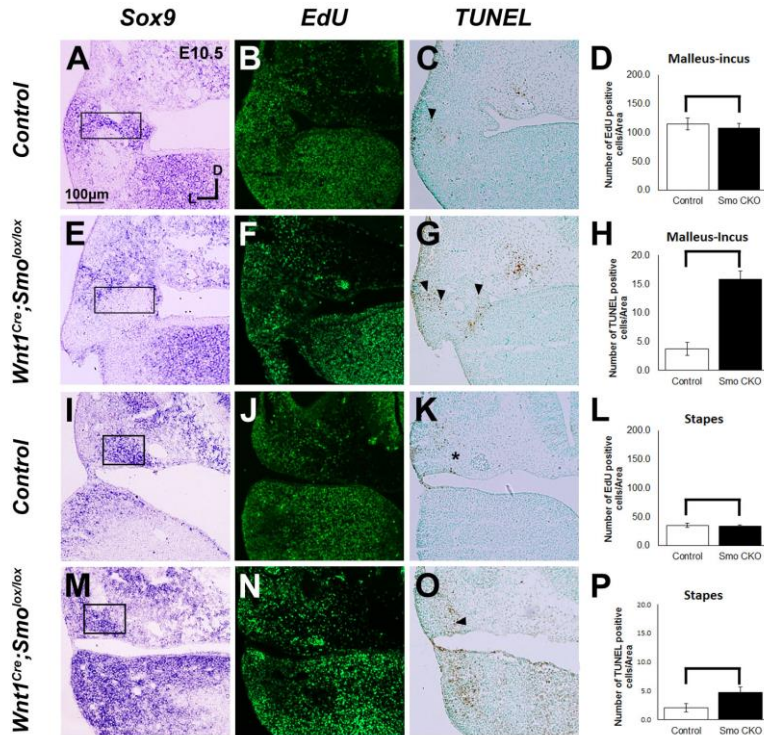 Sox9 EdU TUNEL
Control
A E10.5
100µm
D
L
B
C
D
Malleus-incus
Number of EdU positive
cells/Area
200.0
150.0
100.0
50.0
0.0
Control Smo CKO
Wnt1Cre;Smolox/lox
E
F
G
H
Malleus-Incus
Number of TUNEL positive
cells/Area
20.0
15.0
10.0
5.0
0.0
Control Smo CKO
Control
I
J
K
*
L
Stapes
Number of EdU positive
cells/Area
200.0
150.0
100.0
50.0
0.0
Control Smo CKO
Wnt1Cre;Smolox/lox
M
N
O
P
Stapes
Number of TUNEL positive
cells/Area
20.0
15.0
10.0
5.0
0.0
Control Smo CKO